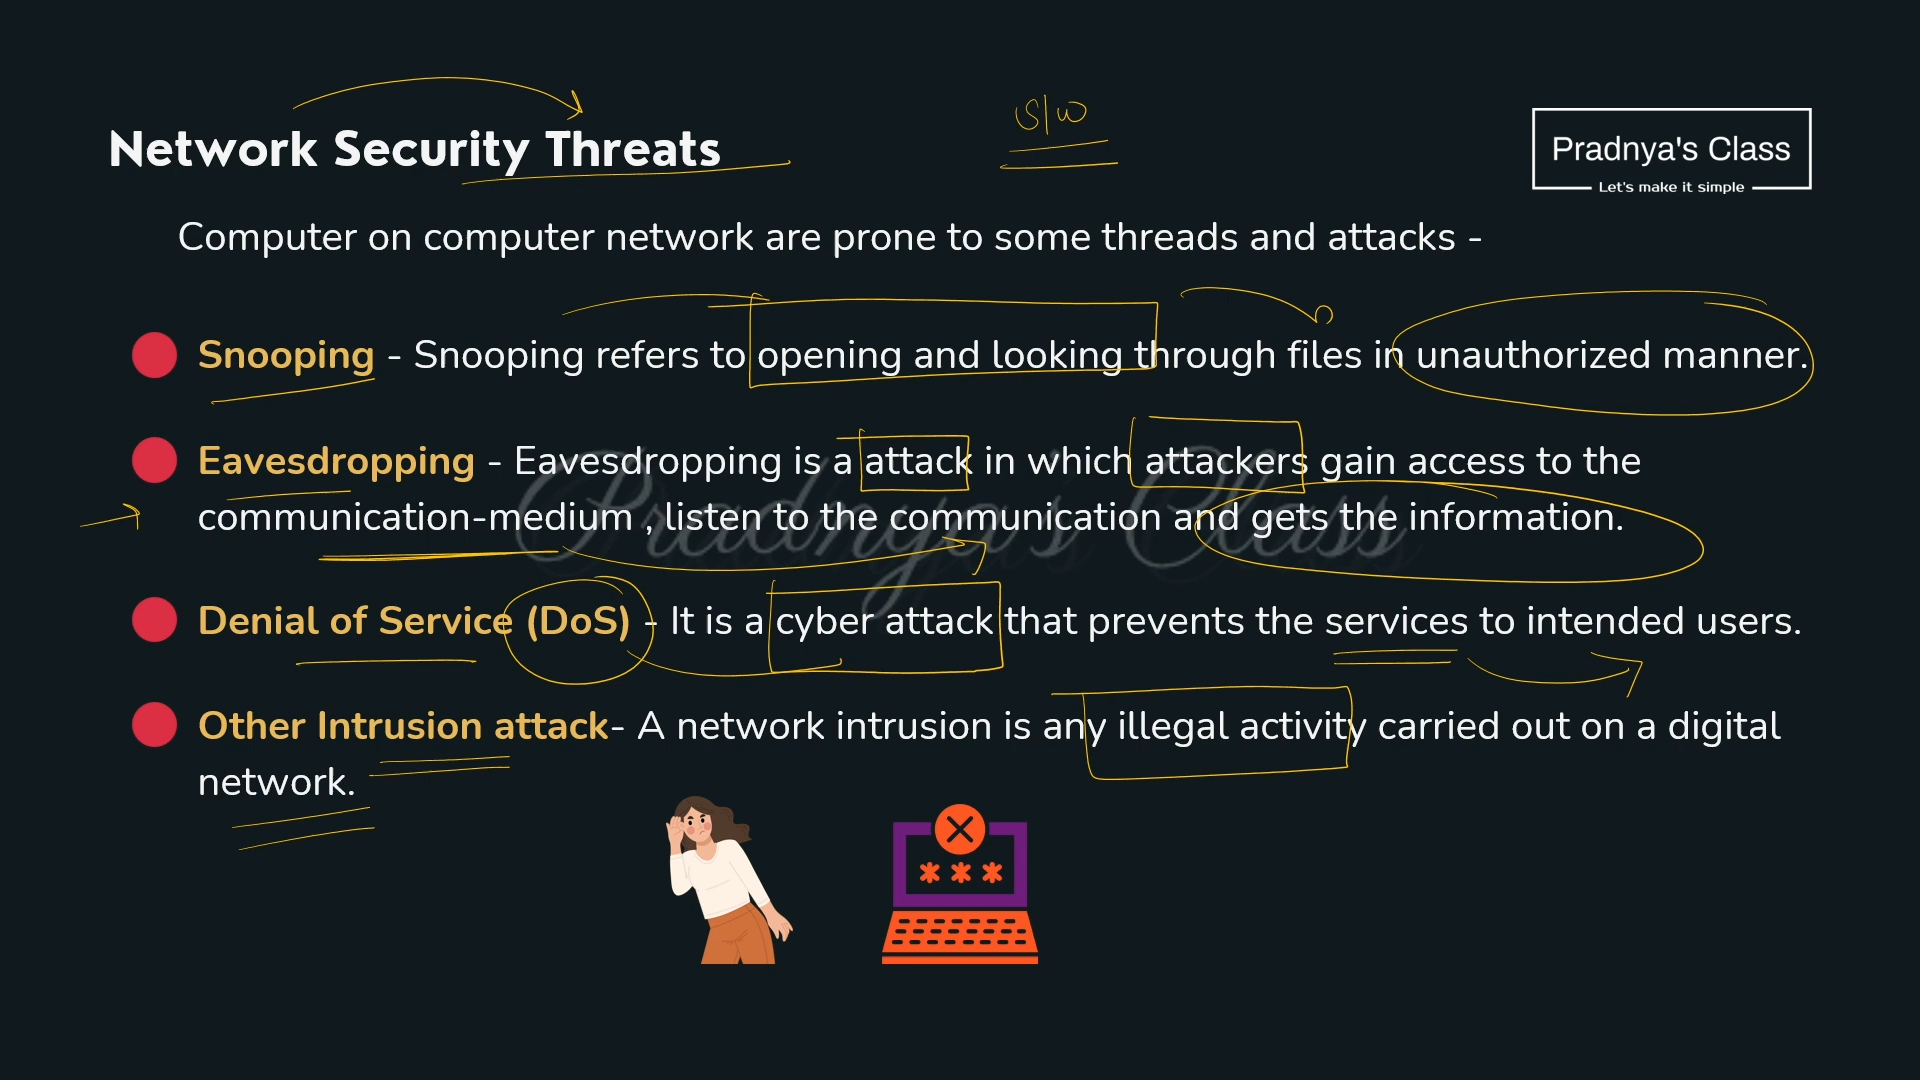 S/W
Network Security Threats
Pradnya's Class
Let's make it simple
Computer on computer network are prone to some threads and attacks -
Snooping - Snooping refers to opening and looking through files in unauthorized manner.
Eavesdropping - Eavesdropping is a attack in which attackers gain access to the
communication-medium , listen to the communication and gets the information.
Pradnya's Class
Denial of Service (DoS) - It is a cyber attack that prevents the services to intended users.
Other Intrusion attack- A network intrusion is any illegal activity carried out on a digital
network.